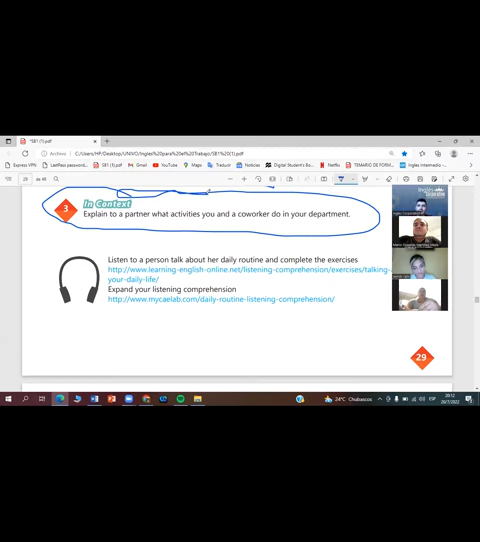 *SB1 (1).pdf
Archivo
C:/Users/HP/Desktop/UNIVO/Ingles%20para%20el%20Trabajo/SB1%20(1).pdf
Express VPN
LastPass password...
SB1 (1).pdf
Gmail
YouTube
Maps
Traducir
Noticias
Digital Student's Bo...
Netflix
TEMARIO DE FORM...
Ingles Intermedio -...
29
de 48
3
In Context
Explain to a partner what activities you and a coworker do in your department.
Listen to a person talk about her daily routine and complete the exercises
http://www.learning-english-online.net/listening-comprehension/exercises/talking-
your-daily-life/
Expand your listening comprehension
http://www.mycaelab.com/daily-routine-listening-comprehension/
29
24°C Chubascos
ESP
20:12
26/7/2022